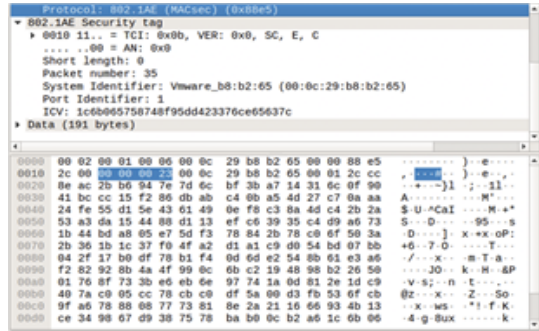 Protocol: 802.1AE (MACsec) (0x88e5)
802.1AE Security tag
0010 11.. = TCI: 0x0b, VER: 0x0, SC, E, C
.... ..00 = AN: 0x0
Short length: 0
Packet number: 35
System Identifier: Vmware_b8:b2:65 (00:0c:29:b8:b2:65)
Port Identifier: 1
ICV: 1c6b065758748f95dd423376ce65637c
Data (191 bytes)
0000 00 02 00 01 00 06 00 0c 29 b8 b2 65 00 00 88 e5
0010 2c 00 00 00 00 23 00 0c 29 b8 b2 65 00 01 2c cc
0020 8e ac 2b b6 94 7e 7d 6c bf 3b a7 14 31 6c 0f 90
0030 41 bc cc 15 f2 86 db ab c4 0b a5 4d 27 c7 0a aa
0040 24 fe 55 d1 5e 43 61 49 0e f8 c3 8a 4d c4 2b 2a
0050 53 a3 da 15 44 88 d1 13 ef c6 39 35 c4 d9 a6 73
0060 1b 44 bd a8 05 e7 5d f3 78 84 2b 78 c0 6f 50 3a
0070 2b 36 1b 1c 37 f0 4f a2 d1 a1 c9 d0 54 bd 07 bb
0080 04 2f 17 b0 df 78 b1 f4 0d 6d e2 54 8b 61 e3 a6
0090 f2 82 92 8b 4a 4f 99 0c 6b c2 19 48 98 b2 26 50
00a0 01 76 8f 73 3b e6 eb 6e 97 74 1a 0d 81 2e 1d c9
00b0 40 7a c0 05 cc 78 cb c0 df 5a 00 d3 fb 53 6f cb
00c0 9f a6 78 88 08 77 73 81 8e 2a 21 16 66 93 4b 13
00d0 ce 34 98 67 d9 38 75 78 ba b0 0c b2 a6 1c 6b 06